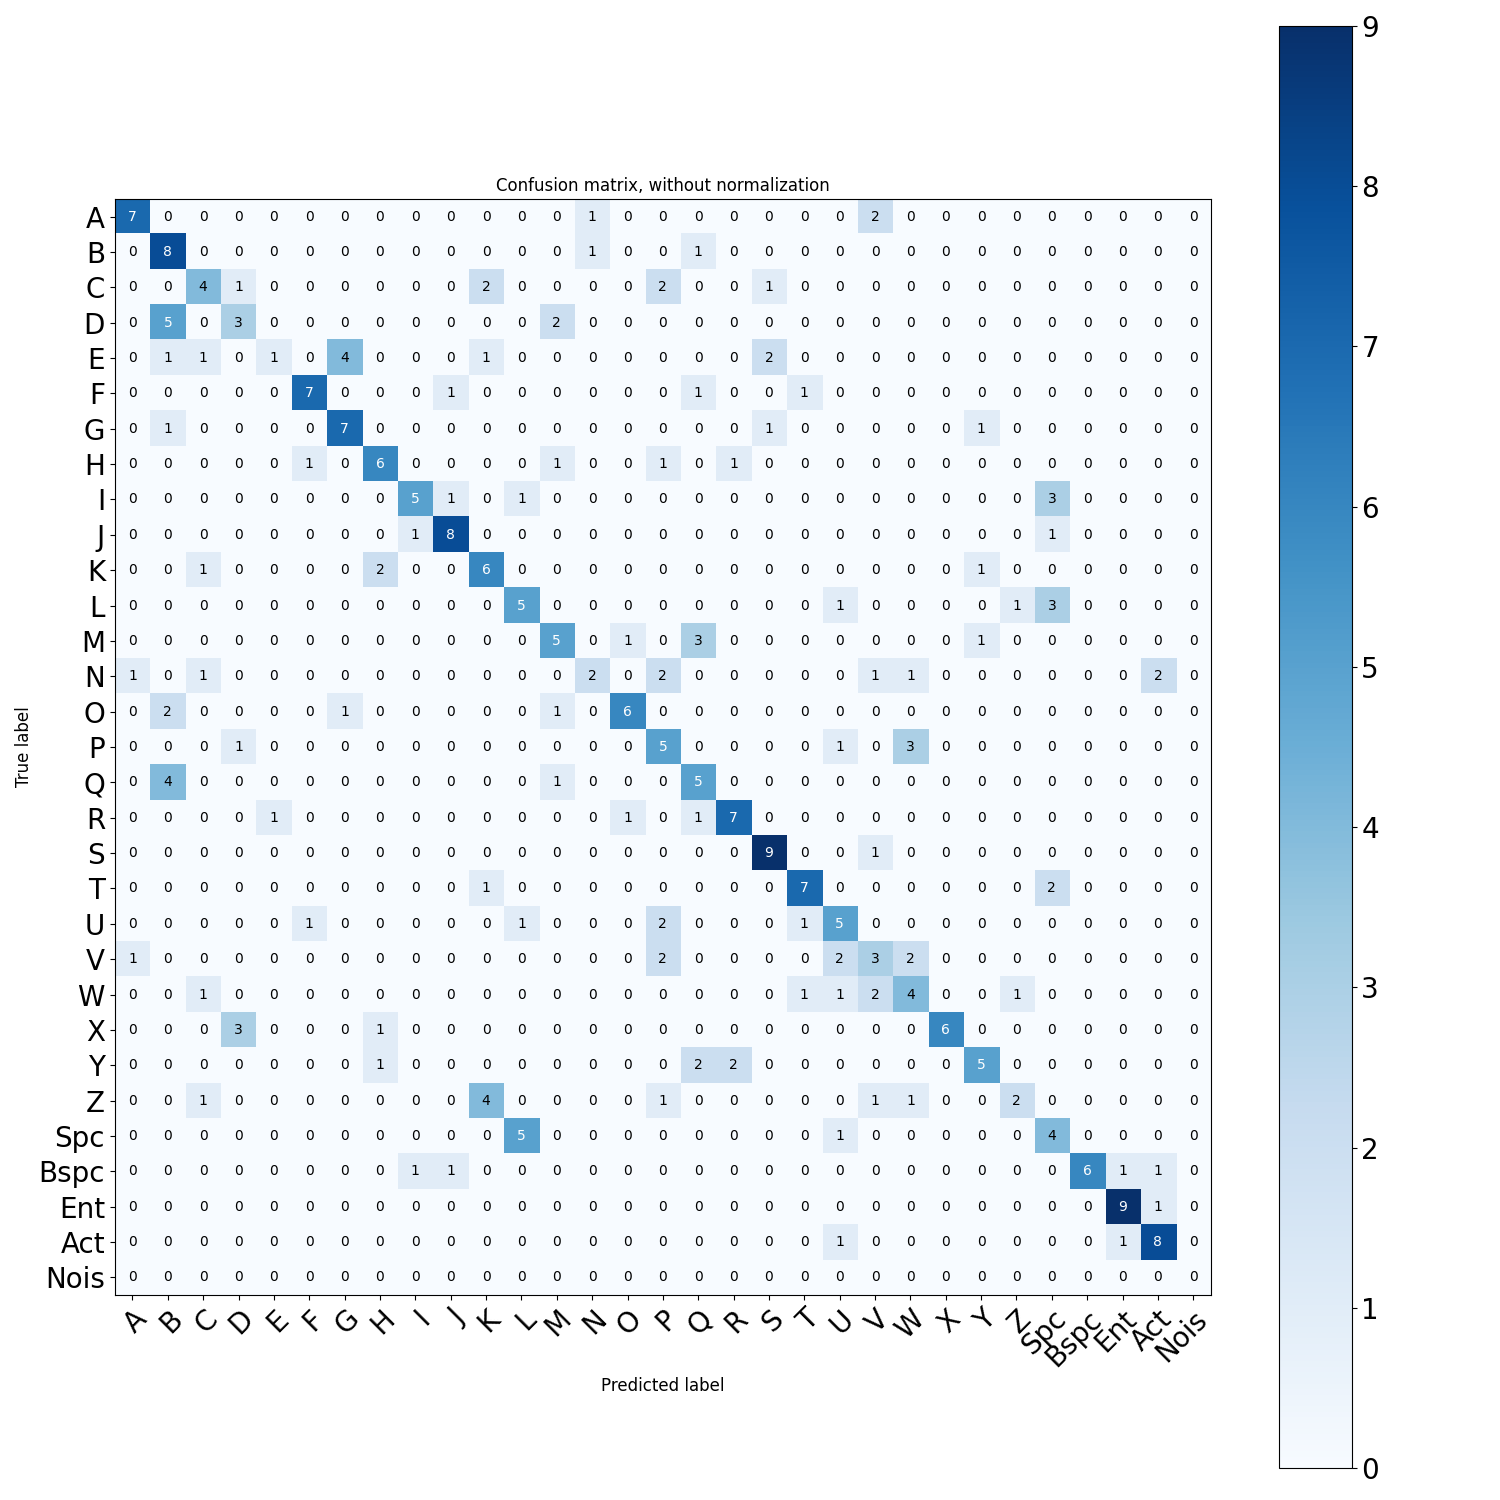 Confusion matrix, without normalization
A 7 0 0 0 0 0 0 0 0 0 0 0 0 1 0 0 0 0 0 0 0 2 0 0 0 0 0 0 0 0 0
B 0 8 0 0 0 0 0 0 0 0 0 0 0 1 0 0 1 0 0 0 0 0 0 0 0 0 0 0 0 0 0
C 0 0 4 1 0 0 0 0 0 0 2 0 0 0 0 2 0 0 1 0 0 0 0 0 0 0 0 0 0 0 0
D 0 5 0 3 0 0 0 0 0 0 0 0 2 0 0 0 0 0 0 0 0 0 0 0 0 0 0 0 0 0 0
E 0 1 1 0 1 0 4 0 0 0 1 0 0 0 0 0 0 0 2 0 0 0 0 0 0 0 0 0 0 0 0
F 0 0 0 0 0 7 0 0 0 1 0 0 0 0 0 0 1 0 0 1 0 0 0 0 0 0 0 0 0 0 0
G 0 1 0 0 0 0 7 0 0 0 0 0 0 0 0 0 0 0 1 0 0 0 0 0 1 0 0 0 0 0 0
H 0 0 0 0 0 1 0 6 0 0 0 0 1 0 0 1 0 1 0 0 0 0 0 0 0 0 0 0 0 0 0
I 0 0 0 0 0 0 0 0 5 1 0 1 0 0 0 0 0 0 0 0 0 0 0 0 0 0 3 0 0 0 0
J 0 0 0 0 0 0 0 0 1 8 0 0 0 0 0 0 0 0 0 0 0 0 0 0 0 0 1 0 0 0 0
K 0 0 1 0 0 0 0 2 0 0 6 0 0 0 0 0 0 0 0 0 0 0 0 0 1 0 0 0 0 0 0
L 0 0 0 0 0 0 0 0 0 0 0 5 0 0 0 0 0 0 0 0 1 0 0 0 0 1 3 0 0 0 0
M 0 0 0 0 0 0 0 0 0 0 0 0 5 0 1 0 3 0 0 0 0 0 0 0 1 0 0 0 0 0 0
N 1 0 1 0 0 0 0 0 0 0 0 0 0 2 0 2 0 0 0 0 0 1 1 0 0 0 0 0 0 2 0
O 0 2 0 0 0 0 1 0 0 0 0 0 1 0 6 0 0 0 0 0 0 0 0 0 0 0 0 0 0 0 0
P 0 0 0 1 0 0 0 0 0 0 0 0 0 0 0 5 0 0 0 0 1 0 3 0 0 0 0 0 0 0 0
Q 0 4 0 0 0 0 0 0 0 0 0 0 1 0 0 0 5 0 0 0 0 0 0 0 0 0 0 0 0 0 0
R 0 0 0 0 1 0 0 0 0 0 0 0 0 0 1 0 1 7 0 0 0 0 0 0 0 0 0 0 0 0 0
S 0 0 0 0 0 0 0 0 0 0 0 0 0 0 0 0 0 0 9 0 0 1 0 0 0 0 0 0 0 0 0
T 0 0 0 0 0 0 0 0 0 0 1 0 0 0 0 0 0 0 0 7 0 0 0 0 0 0 2 0 0 0 0
U 0 0 0 0 0 1 0 0 0 0 0 1 0 0 0 2 0 0 0 1 5 0 0 0 0 0 0 0 0 0 0
V 1 0 0 0 0 0 0 0 0 0 0 0 0 0 0 2 0 0 0 0 2 3 2 0 0 0 0 0 0 0 0
W 0 0 1 0 0 0 0 0 0 0 0 0 0 0 0 0 0 0 0 1 1 2 4 0 0 1 0 0 0 0 0
X 0 0 0 3 0 0 0 1 0 0 0 0 0 0 0 0 0 0 0 0 0 0 0 6 0 0 0 0 0 0 0
Y 0 0 0 0 0 0 0 1 0 0 0 0 0 0 0 0 2 2 0 0 0 0 0 0 5 0 0 0 0 0 0
Z 0 0 1 0 0 0 0 0 0 0 4 0 0 0 0 1 0 0 0 0 0 1 1 0 0 2 0 0 0 0 0
Spc 0 0 0 0 0 0 0 0 0 0 0 5 0 0 0 0 0 0 0 0 1 0 0 0 0 0 4 0 0 0 0
Bspc 0 0 0 0 0 0 0 0 1 1 0 0 0 0 0 0 0 0 0 0 0 0 0 0 0 0 0 6 1 1 0
Ent 0 0 0 0 0 0 0 0 0 0 0 0 0 0 0 0 0 0 0 0 0 0 0 0 0 0 0 0 9 1 0
Act 0 0 0 0 0 0 0 0 0 0 0 0 0 0 0 0 0 0 0 0 1 0 0 0 0 0 0 0 1 8 0
Nois 0 0 0 0 0 0 0 0 0 0 0 0 0 0 0 0 0 0 0 0 0 0 0 0 0 0 0 0 0 0 0
A B C D E F G H I J K L M N O P Q R S T U V W X Y Z Spc Bspc Ent Act Nois
Predicted label
True label
9
8
7
6
5
4
3
2
1
0